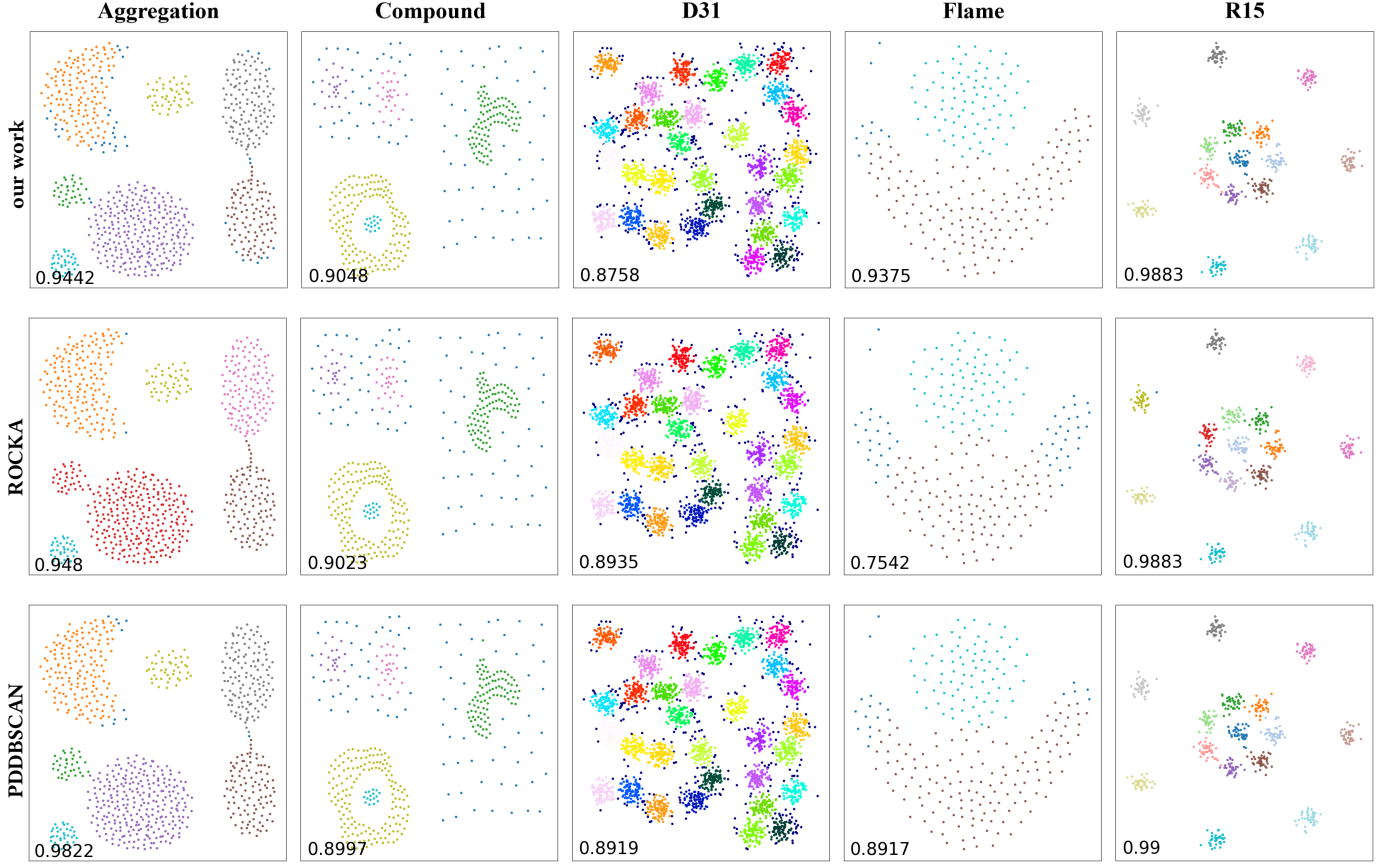 Aggregation Compound D31 Flame R15
our work
0.9442 0.9048 0.8758 0.9375 0.9883
ROCKA
0.948 0.9023 0.8935 0.7542 0.9883
PDDBSCAN
0.9822 0.8997 0.8919 0.8917 0.99